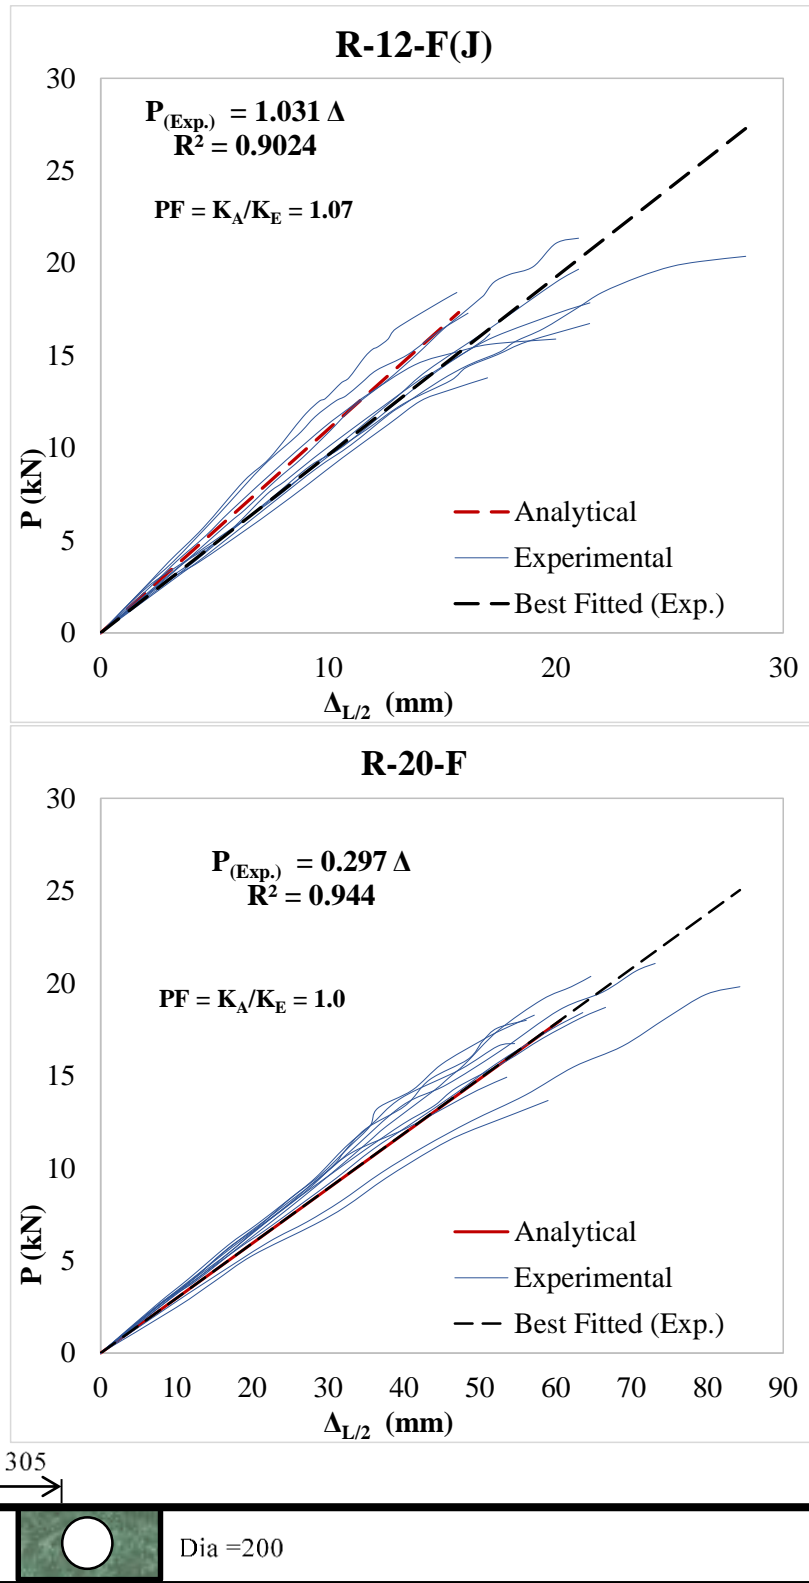 R-12-F(J)
30
P(Exp.) = 1.031 Δ
R² = 0.9024
25
PF = KA/KE = 1.07
20
15
10
P (kN)
Analytical
5
Experimental
Best Fitted (Exp.)
0
0 10 20 30
ΔL/2 (mm)
R-20-F
30
P(Exp.) = 0.297 Δ
R² = 0.944
25
20
PF = KA/KE = 1.0
15
10
P (kN)
Analytical
5
Experimental
Best Fitted (Exp.)
0
0 10 20 30 40 50 60 70 80 90
ΔL/2 (mm)
305
Dia =200